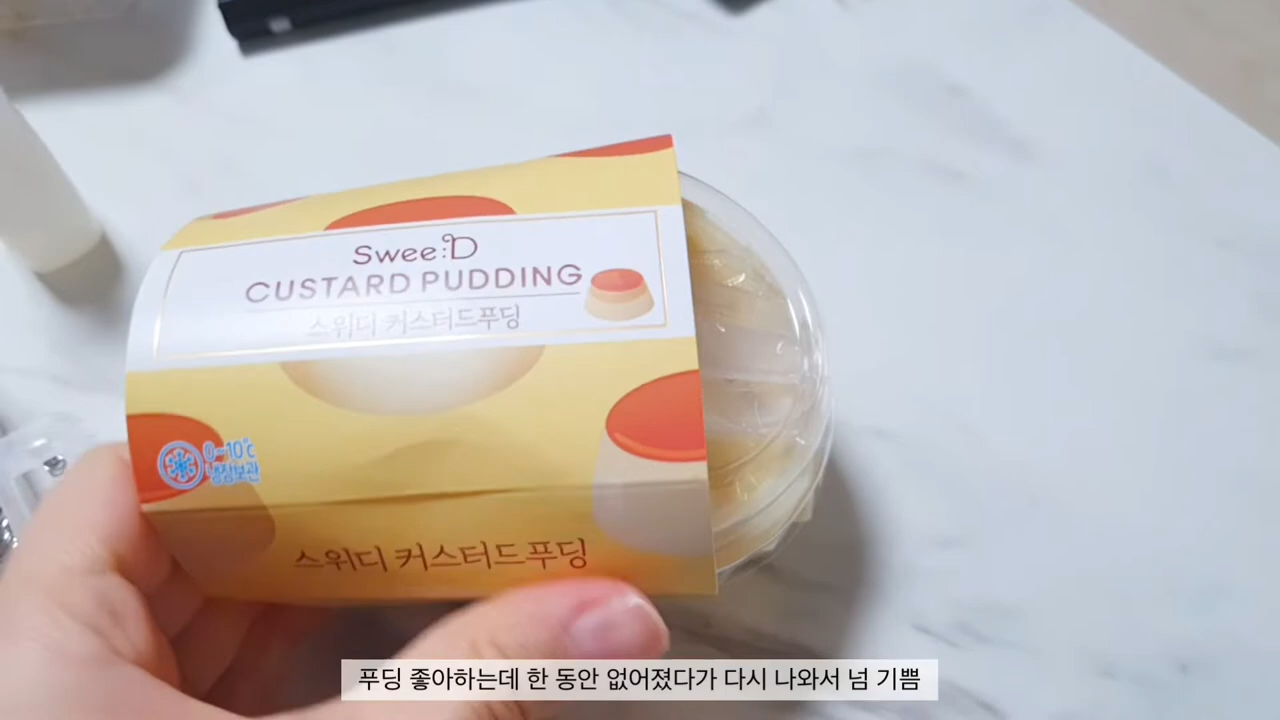 Swee:D
CUSTARD PUDDING
스위디 커스터드푸딩
0~10℃
냉장보관
스위디 커스터드푸딩
푸딩 좋아하는데 한 동안 없어졌다가 다시 나와서 넘 기쁨